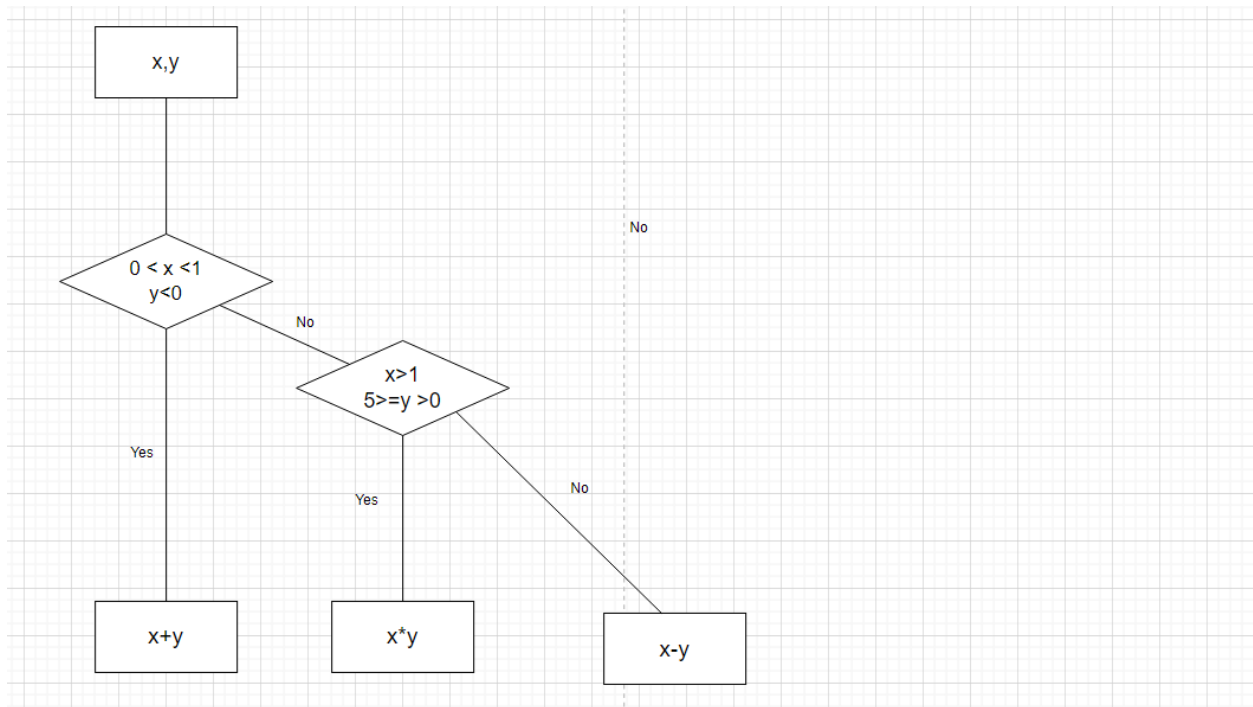 x,y
No
0 < x <1
y<0
No
x>1
5>=y >0
Yes
No
Yes
x+y
x*y
x-y